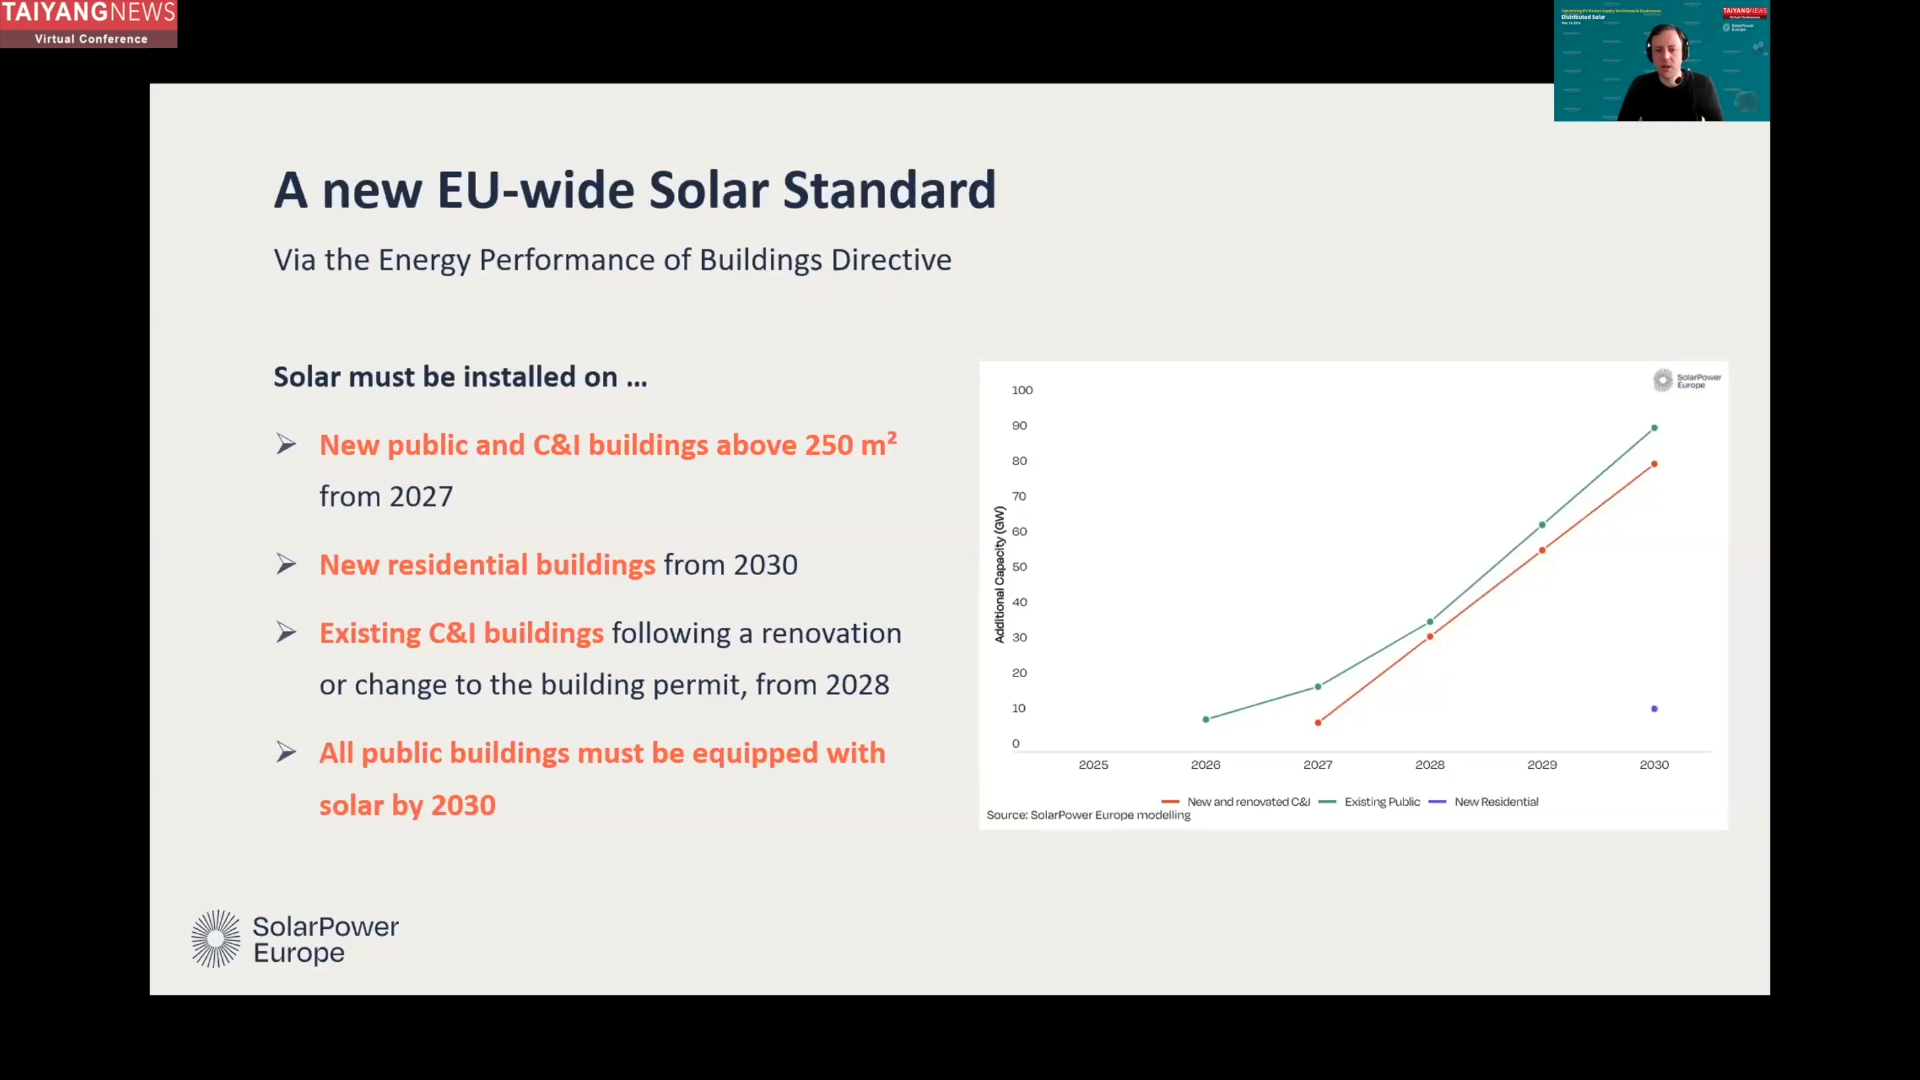 TAIYANGNEWS
Virtual Conference
Distributed Solar
TAIYANGNEWS
A new EU-wide Solar Standard
Via the Energy Performance of Buildings Directive
Solar must be installed on ...
New public and C&I buildings above 250 m²
from 2027
New residential buildings from 2030
Existing C&I buildings following a renovation
or change to the building permit, from 2028
All public buildings must be equipped with
solar by 2030
SolarPower
Europe
SolarPower
Europe
Additional Capacity (GW)
100
90
80
70
60
50
40
30
20
10
0
2025 2026 2027 2028 2029 2030
New and renovated C&I Existing Public New Residential
Source: SolarPower Europe modelling